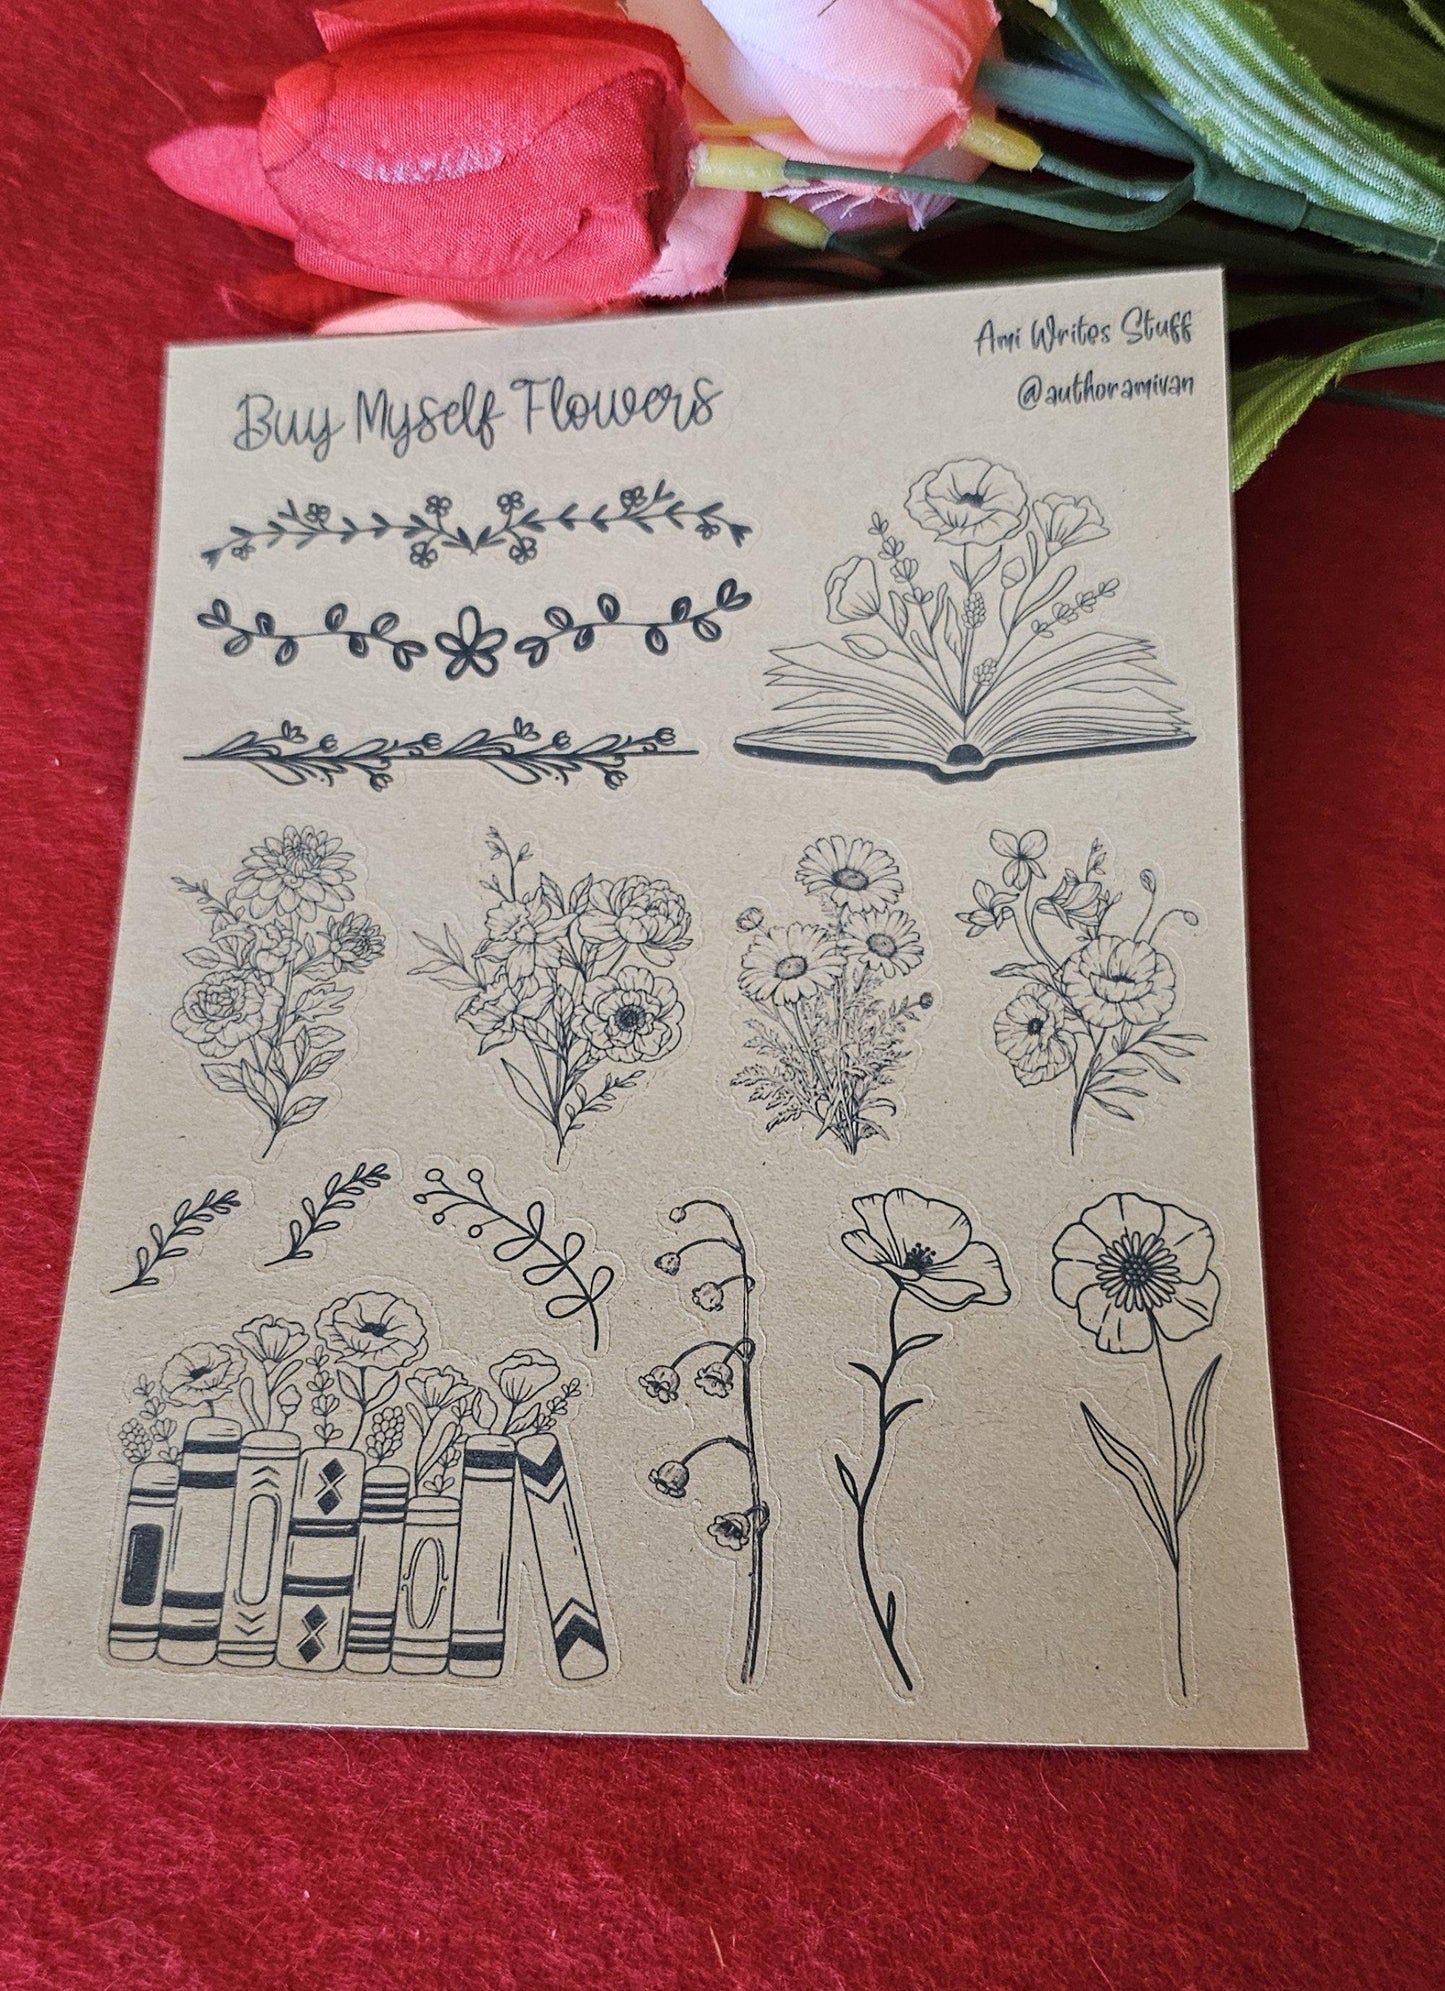 Ami Writes Stuff
@authoramivan
Buy Myself Flowers